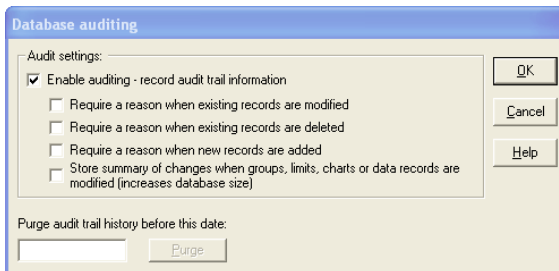 Database auditing
Audit settings:
Enable auditing - record audit trail information
Require a reason when existing records are modified
Require a reason when existing records are deleted
Require a reason when new records are added
Store summary of changes when groups, limits, charts or data records are
modified (increases database size)
Purge audit trail history before this date:
Purge
OK
Cancel
Help